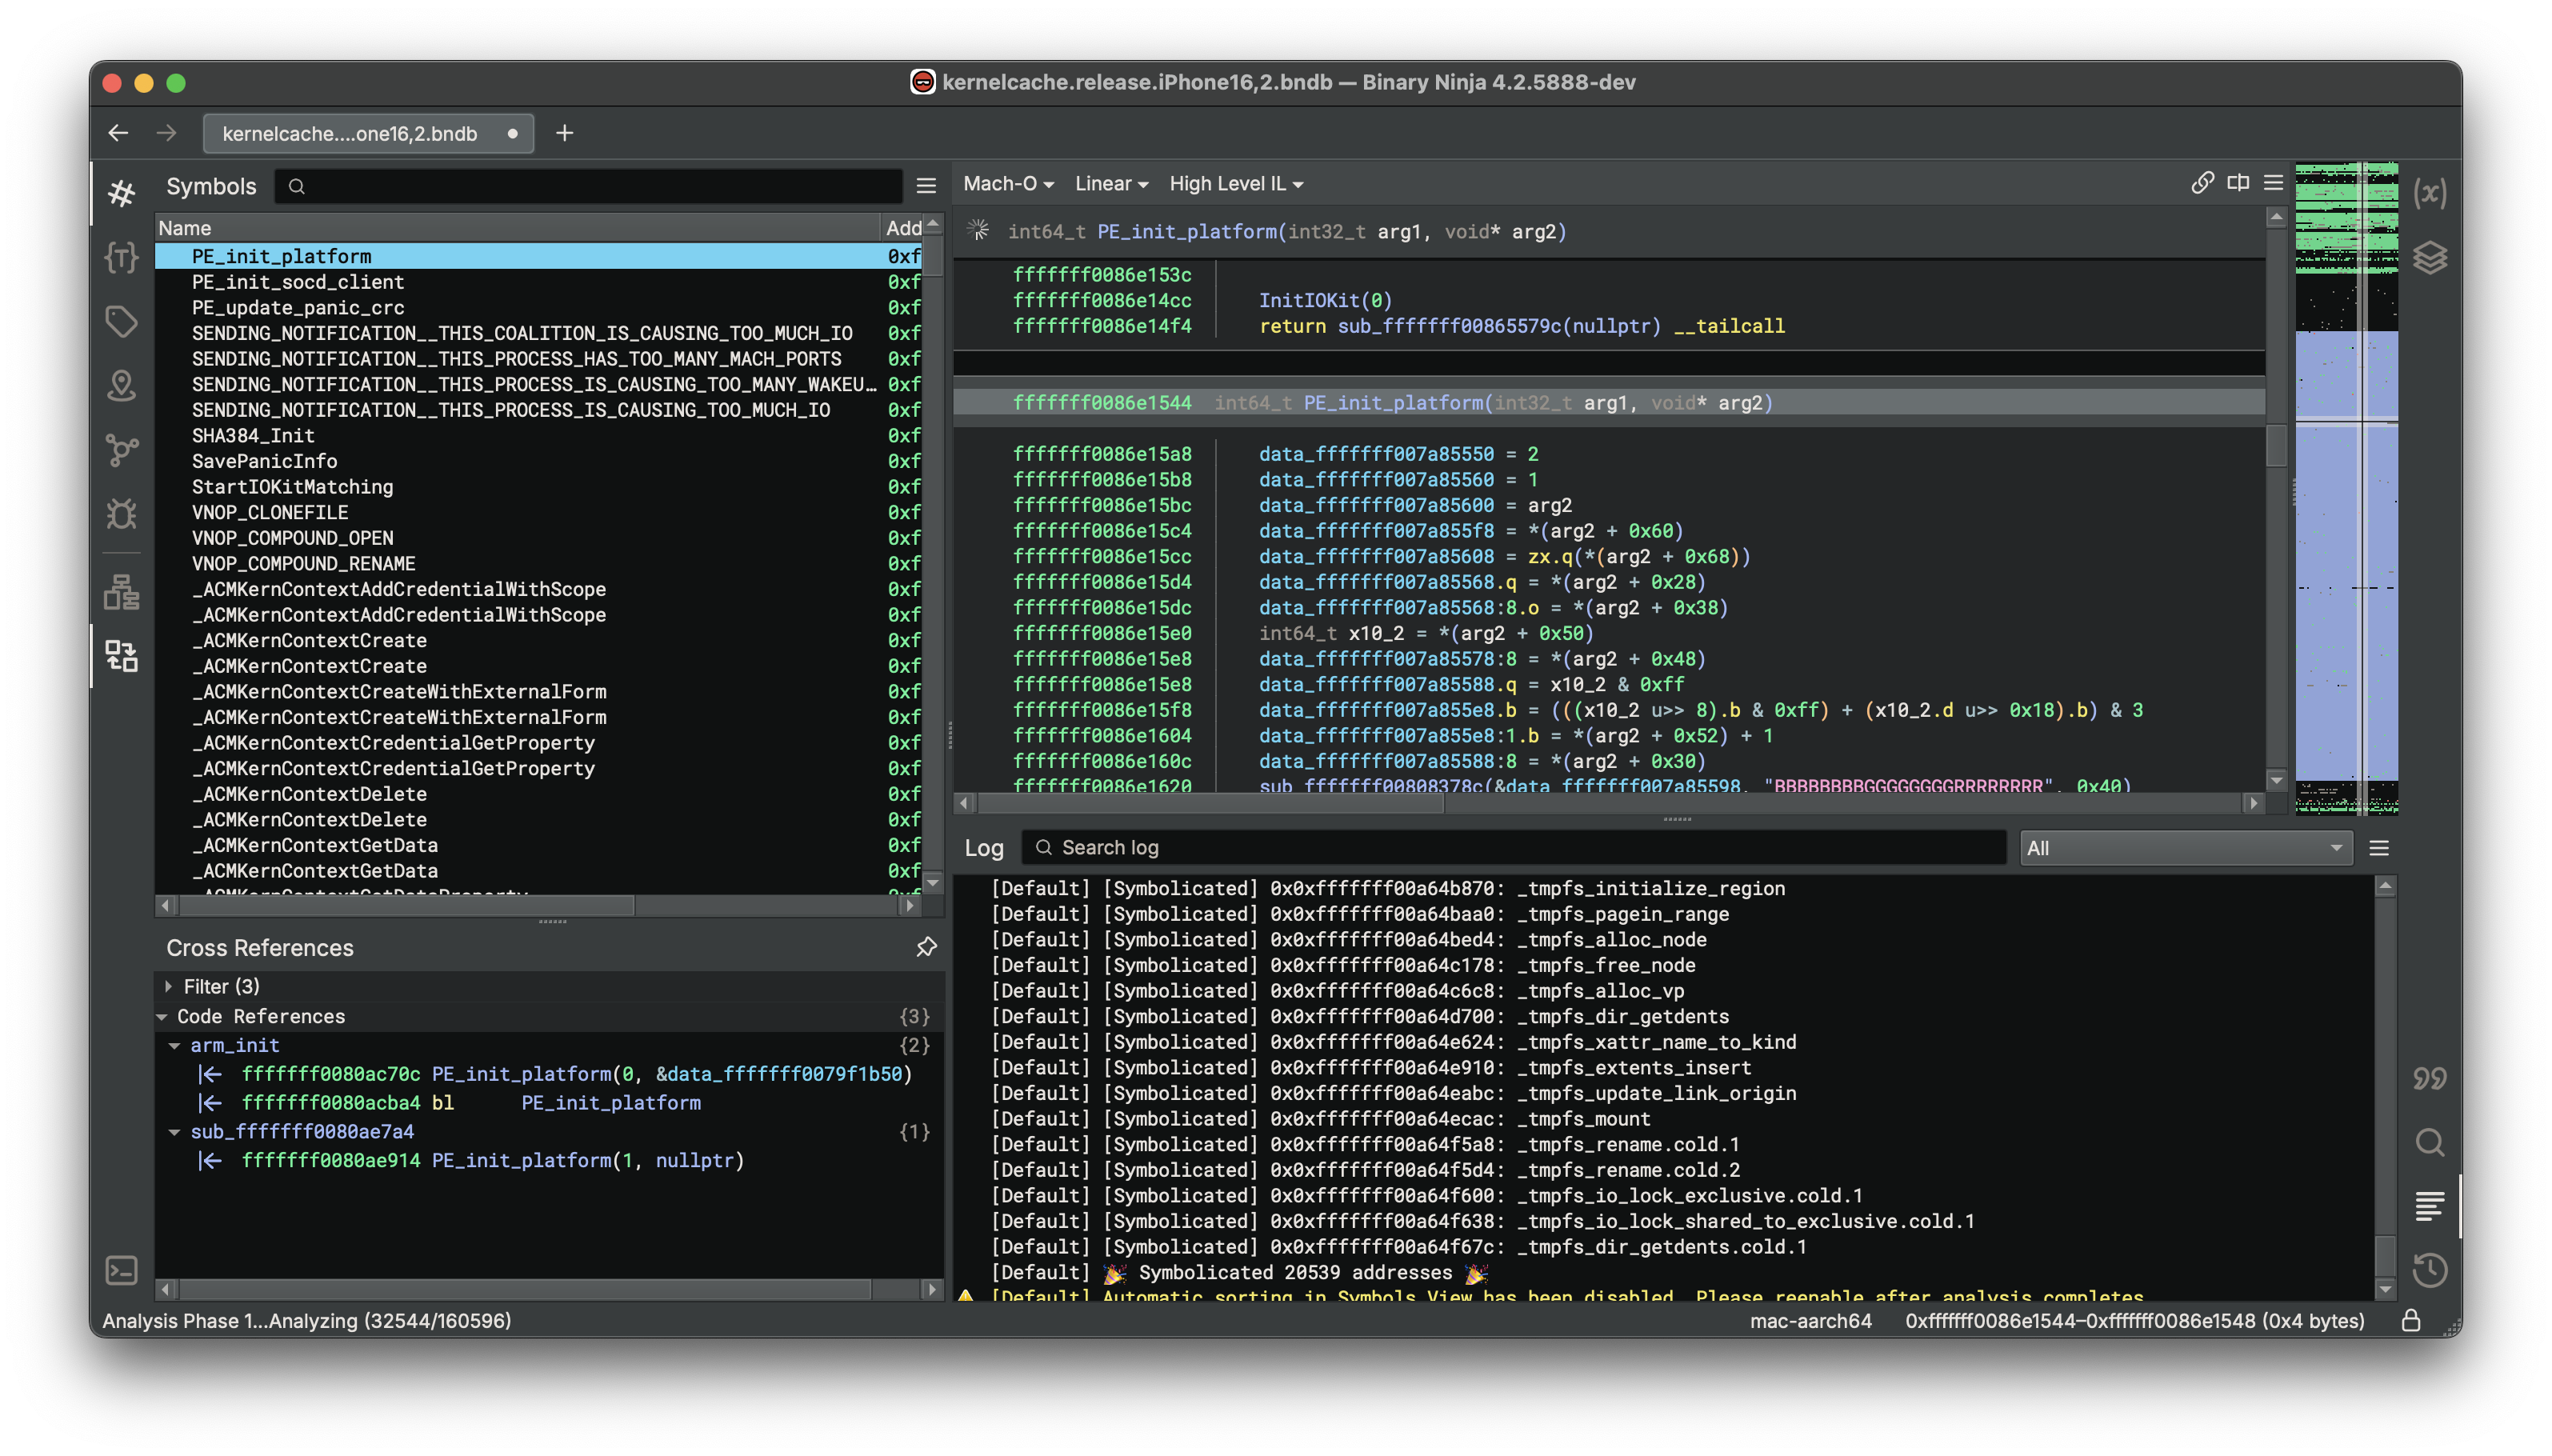 kernelcache.release.iPhone16,2.bndb — Binary Ninja 4.2.5888-dev
kernelcache....one16,2.bndb
Symbols
Name Add
PE_init_platform 0xf
PE_init_socd_client 0xf
PE_update_panic_crc 0xf
SENDING_NOTIFICATION__THIS_COALITION_IS_CAUSING_TOO_MUCH_IO 0xf
SENDING_NOTIFICATION__THIS_PROCESS_HAS_TOO_MANY_MACH_PORTS 0xf
SENDING_NOTIFICATION__THIS_PROCESS_IS_CAUSING_TOO_MANY_WAKEU… 0xf
SENDING_NOTIFICATION__THIS_PROCESS_IS_CAUSING_TOO_MUCH_IO 0xf
SHA384_Init 0xf
SavePanicInfo 0xf
StartIOKitMatching 0xf
VNOP_CLONEFILE 0xf
VNOP_COMPOUND_OPEN 0xf
VNOP_COMPOUND_RENAME 0xf
_ACMKernContextAddCredentialWithScope 0xf
_ACMKernContextAddCredentialWithScope 0xf
_ACMKernContextCreate 0xf
_ACMKernContextCreate 0xf
_ACMKernContextCreateWithExternalForm 0xf
_ACMKernContextCreateWithExternalForm 0xf
_ACMKernContextCredentialGetProperty 0xf
_ACMKernContextCredentialGetProperty 0xf
_ACMKernContextDelete 0xf
_ACMKernContextDelete 0xf
_ACMKernContextGetData 0xf
_ACMKernContextGetData 0xf
_ACMKernContextGetDataProperty 0xf
Cross References
Filter (3)
Code References {3}
arm_init {2}
|← fffffff0080ac70c PE_init_platform(0, &data_fffffff0079f1b50)
|← fffffff0080acba4 bl PE_init_platform
sub_fffffff0080ae7a4 {1}
|← fffffff0080ae914 PE_init_platform(1, nullptr)
Mach-O Linear High Level IL
int64_t PE_init_platform(int32_t arg1, void* arg2)
fffffff0086e153c
fffffff0086e14cc InitIOKit(0)
fffffff0086e14f4 return sub_fffffff00865579c(nullptr) __tailcall
fffffff0086e1544 int64_t PE_init_platform(int32_t arg1, void* arg2)
fffffff0086e15a8 data_fffffff007a85550 = 2
fffffff0086e15b8 data_fffffff007a85560 = 1
fffffff0086e15bc data_fffffff007a85600 = arg2
fffffff0086e15c4 data_fffffff007a855f8 = *(arg2 + 0x60)
fffffff0086e15cc data_fffffff007a85608 = zx.q(*(arg2 + 0x68))
fffffff0086e15d4 data_fffffff007a85568.q = *(arg2 + 0x28)
fffffff0086e15dc data_fffffff007a85568:8.o = *(arg2 + 0x38)
fffffff0086e15e0 int64_t x10_2 = *(arg2 + 0x50)
fffffff0086e15e8 data_fffffff007a85578:8 = *(arg2 + 0x48)
fffffff0086e15e8 data_fffffff007a85588.q = x10_2 & 0xff
fffffff0086e15f8 data_fffffff007a855e8.b = (((x10_2 u>> 8).b & 0xff) + (x10_2.d u>> 0x18).b) & 3
fffffff0086e1604 data_fffffff007a855e8:1.b = *(arg2 + 0x52) + 1
fffffff0086e160c data_fffffff007a85588:8 = *(arg2 + 0x30)
fffffff0086e1620 sub_fffffff00808378c(&data_fffffff007a85598, "BBBBBBBBGGGGGGGGRRRRRRRR", 0x40)
Log Search log All
[Default] [Symbolicated] 0x0xfffffff00a64b870: _tmpfs_initialize_region
[Default] [Symbolicated] 0x0xfffffff00a64baa0: _tmpfs_pagein_range
[Default] [Symbolicated] 0x0xfffffff00a64bed4: _tmpfs_alloc_node
[Default] [Symbolicated] 0x0xfffffff00a64c178: _tmpfs_free_node
[Default] [Symbolicated] 0x0xfffffff00a64c6c8: _tmpfs_alloc_vp
[Default] [Symbolicated] 0x0xfffffff00a64d700: _tmpfs_dir_getdents
[Default] [Symbolicated] 0x0xfffffff00a64e624: _tmpfs_xattr_name_to_kind
[Default] [Symbolicated] 0x0xfffffff00a64e910: _tmpfs_extents_insert
[Default] [Symbolicated] 0x0xfffffff00a64eabc: _tmpfs_update_link_origin
[Default] [Symbolicated] 0x0xfffffff00a64ecac: _tmpfs_mount
[Default] [Symbolicated] 0x0xfffffff00a64f5a8: _tmpfs_rename.cold.1
[Default] [Symbolicated] 0x0xfffffff00a64f5d4: _tmpfs_rename.cold.2
[Default] [Symbolicated] 0x0xfffffff00a64f600: _tmpfs_io_lock_exclusive.cold.1
[Default] [Symbolicated] 0x0xfffffff00a64f638: _tmpfs_io_lock_shared_to_exclusive.cold.1
[Default] [Symbolicated] 0x0xfffffff00a64f67c: _tmpfs_dir_getdents.cold.1
[Default] 🎉 Symbolicated 20539 addresses 🎉
[Default] Automatic sorting in Symbols View has been disabled. Please reenable after analysis completes
Analysis Phase 1...Analyzing (32544/160596)
mac-aarch64 0xfffffff0086e1544–0xfffffff0086e1548 (0x4 bytes)